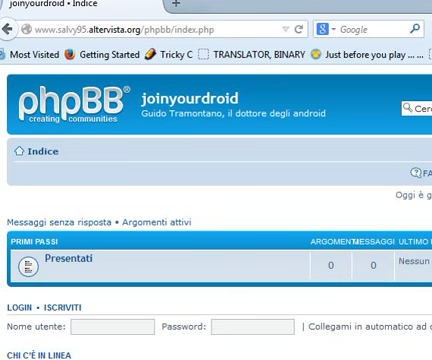 joinyourdroid • Indice
www.salvy95.altervista.org/phpbb/index.php
Google
Most Visited Getting Started Tricky C TRANSLATOR, BINARY Just before you play ... ...
phpBB®
creating communities
joinyourdroid
Guido Tramontano, il dottore degli android
Cerc
Indice
FA
Oggi è g
Messaggi senza risposta • Argomenti attivi
PRIMI PASSI ARGOMENTI MESSAGGI ULTIMO
Presentati 0 0 Nessun
LOGIN • ISCRIVITI
Nome utente: Password: | Collegami in automatico ad
CHI C'È IN LINEA